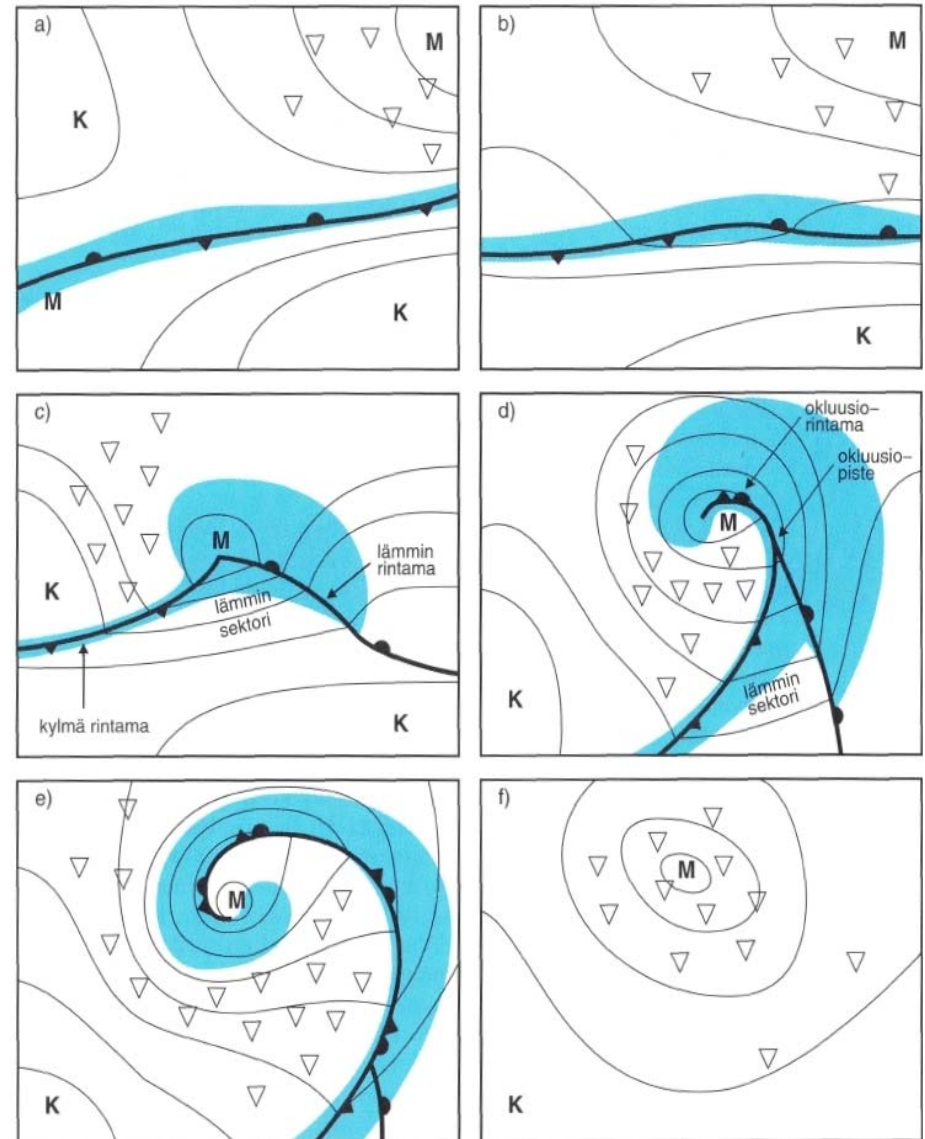 a)
M
K
M
K
b)
M
K
c)
M
K
lämmin
rintama
lämmin
sektori
kylmä rintama
K
d)
okluusio–
rintama
okluusio–
piste
M
K
lämmin
sektori
e)
M
K
f)
M
K